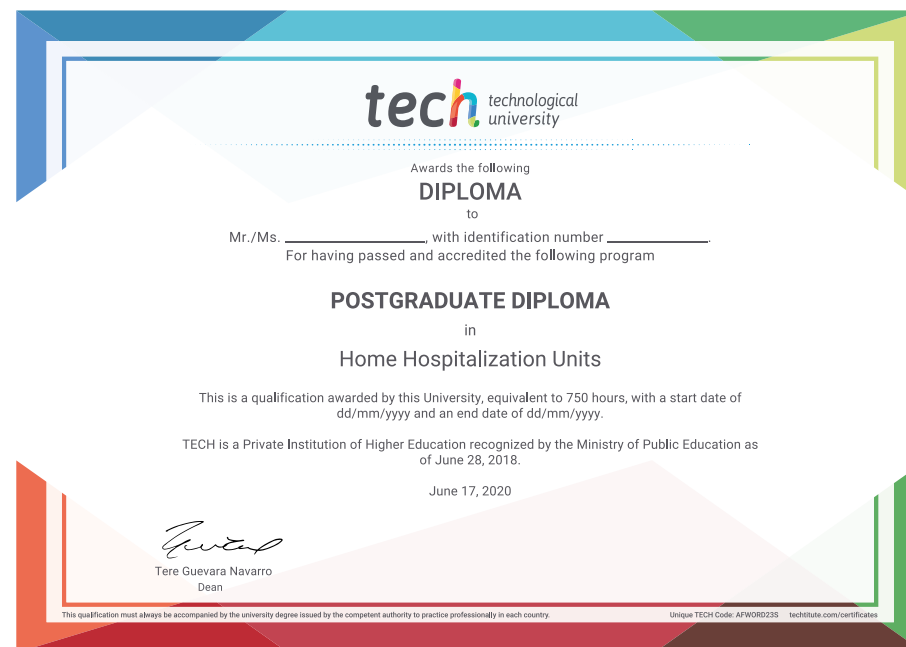 tech technological
university
Awards the following
DIPLOMA
to
Mr./Ms. ____________________, with identification number ______________.
For having passed and accredited the following program
POSTGRADUATE DIPLOMA
in
Home Hospitalization Units
This is a qualification awarded by this University, equivalent to 750 hours, with a start date of
dd/mm/yyyy and an end date of dd/mm/yyyy.
TECH is a Private Institution of Higher Education recognized by the Ministry of Public Education as
of June 28, 2018.
June 17, 2020
Tere Guevara Navarro
Dean
This qualification must always be accompanied by the university degree issued by the competent authority to practice professionally in each country. Unique TECH Code: AFWORD23S techtitute.com/certificates